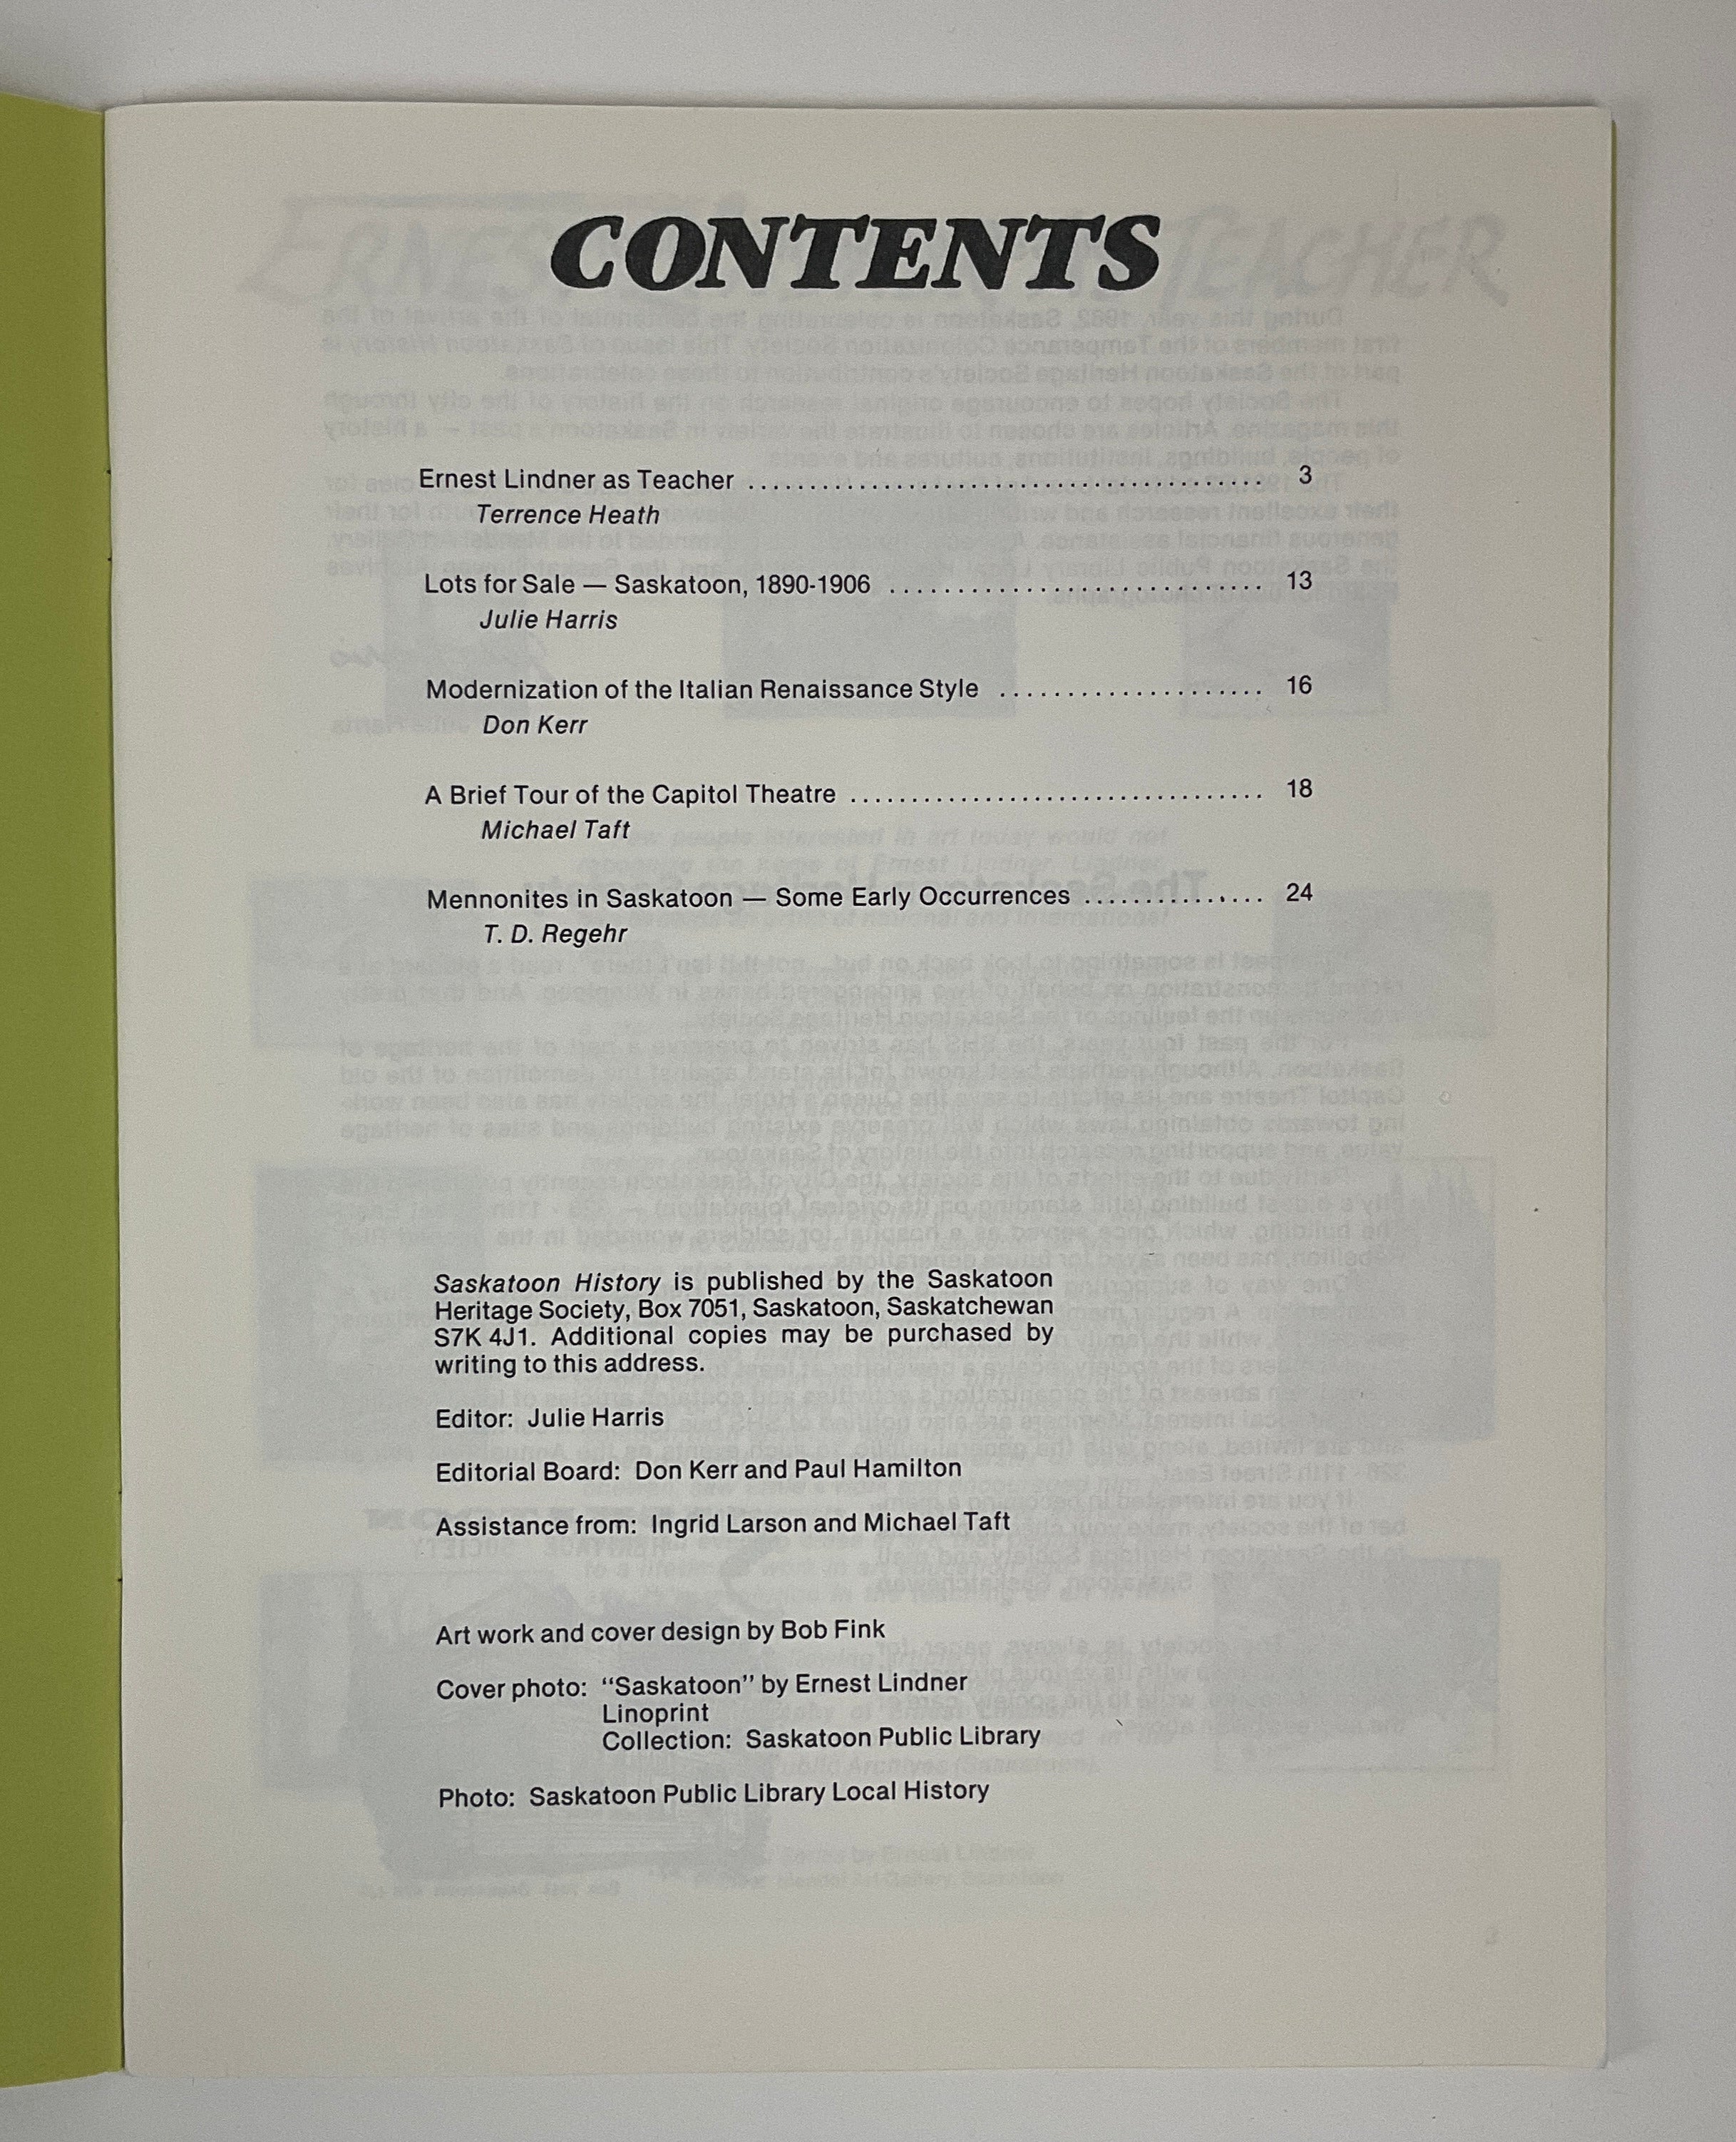 CONTENTS
Ernest Lindner as Teacher .......................................... 3
Terrence Heath
Lots for Sale — Saskatoon, 1890-1906 ............................ 13
Julie Harris
Modernization of the Italian Renaissance Style .................... 16
Don Kerr
A Brief Tour of the Capitol Theatre .................................. 18
Michael Taft
Mennonites in Saskatoon — Some Early Occurrences ............... 24
T. D. Regehr
Saskatoon History is published by the Saskatoon
Heritage Society, Box 7051, Saskatoon, Saskatchewan
S7K 4J1. Additional copies may be purchased by
writing to this address.
Editor: Julie Harris
Editorial Board: Don Kerr and Paul Hamilton
Assistance from: Ingrid Larson and Michael Taft
Art work and cover design by Bob Fink
Cover photo: “Saskatoon” by Ernest Lindner
Linoprint
Collection: Saskatoon Public Library
Photo: Saskatoon Public Library Local History